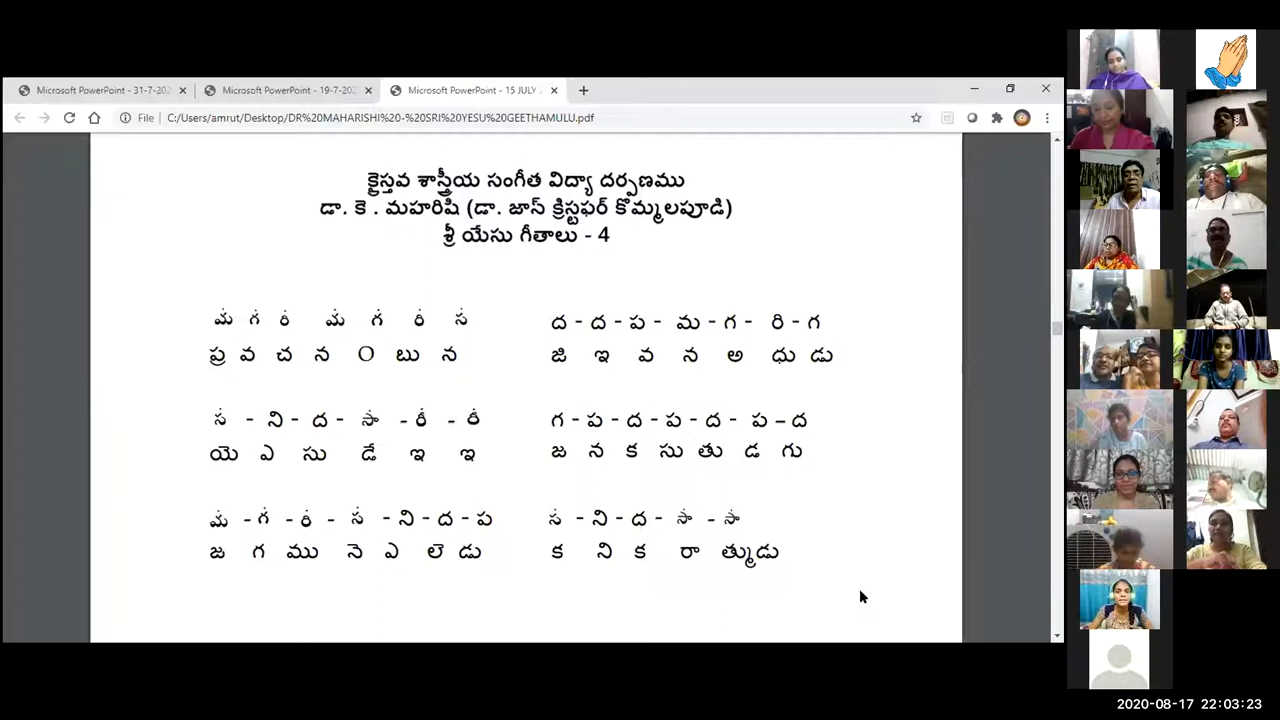 Microsoft PowerPoint - 31-7-202
Microsoft PowerPoint - 19-7-202
Microsoft PowerPoint - 15 JULY
File
C:/Users/amrut/Desktop/DR%20MAHARISHI%20-%20SRI%20YESU%20GEETHAMULU.pdf
క్రైస్తవ శాస్త్రీయ సంగీత విద్యా దర్పణము
డా. కె . మహరిషి (డా. జాస్ క్రిస్టఫర్ కొమ్మలపూడి)
శ్రీ యేసు గీతాలు - 4
మ̇ గ̇ రి̇ మ̇ గ̇ రి̇ స̇
ప్ర వ చ న ం బు న
స̇ - ని - ద - సా̇ - రి̇ - రి̇
యె ఎ సు డే ఇ ఇ
మ̇ - గ̇ - రి̇ - స̇ - ని - ద - ప
జ గ ము నె ఎ లె డు
ద - ద - ప - మ - గ - రి - గ
జి ఇ వ న అ ధు డు
గ - ప - ద - ప - ద - ప – ద
జ న క సు తు డ గు
స̇ - ని - ద - సా̇ - సా̇
క ని క రా త్ముడు
2020-08-17 22:03:23